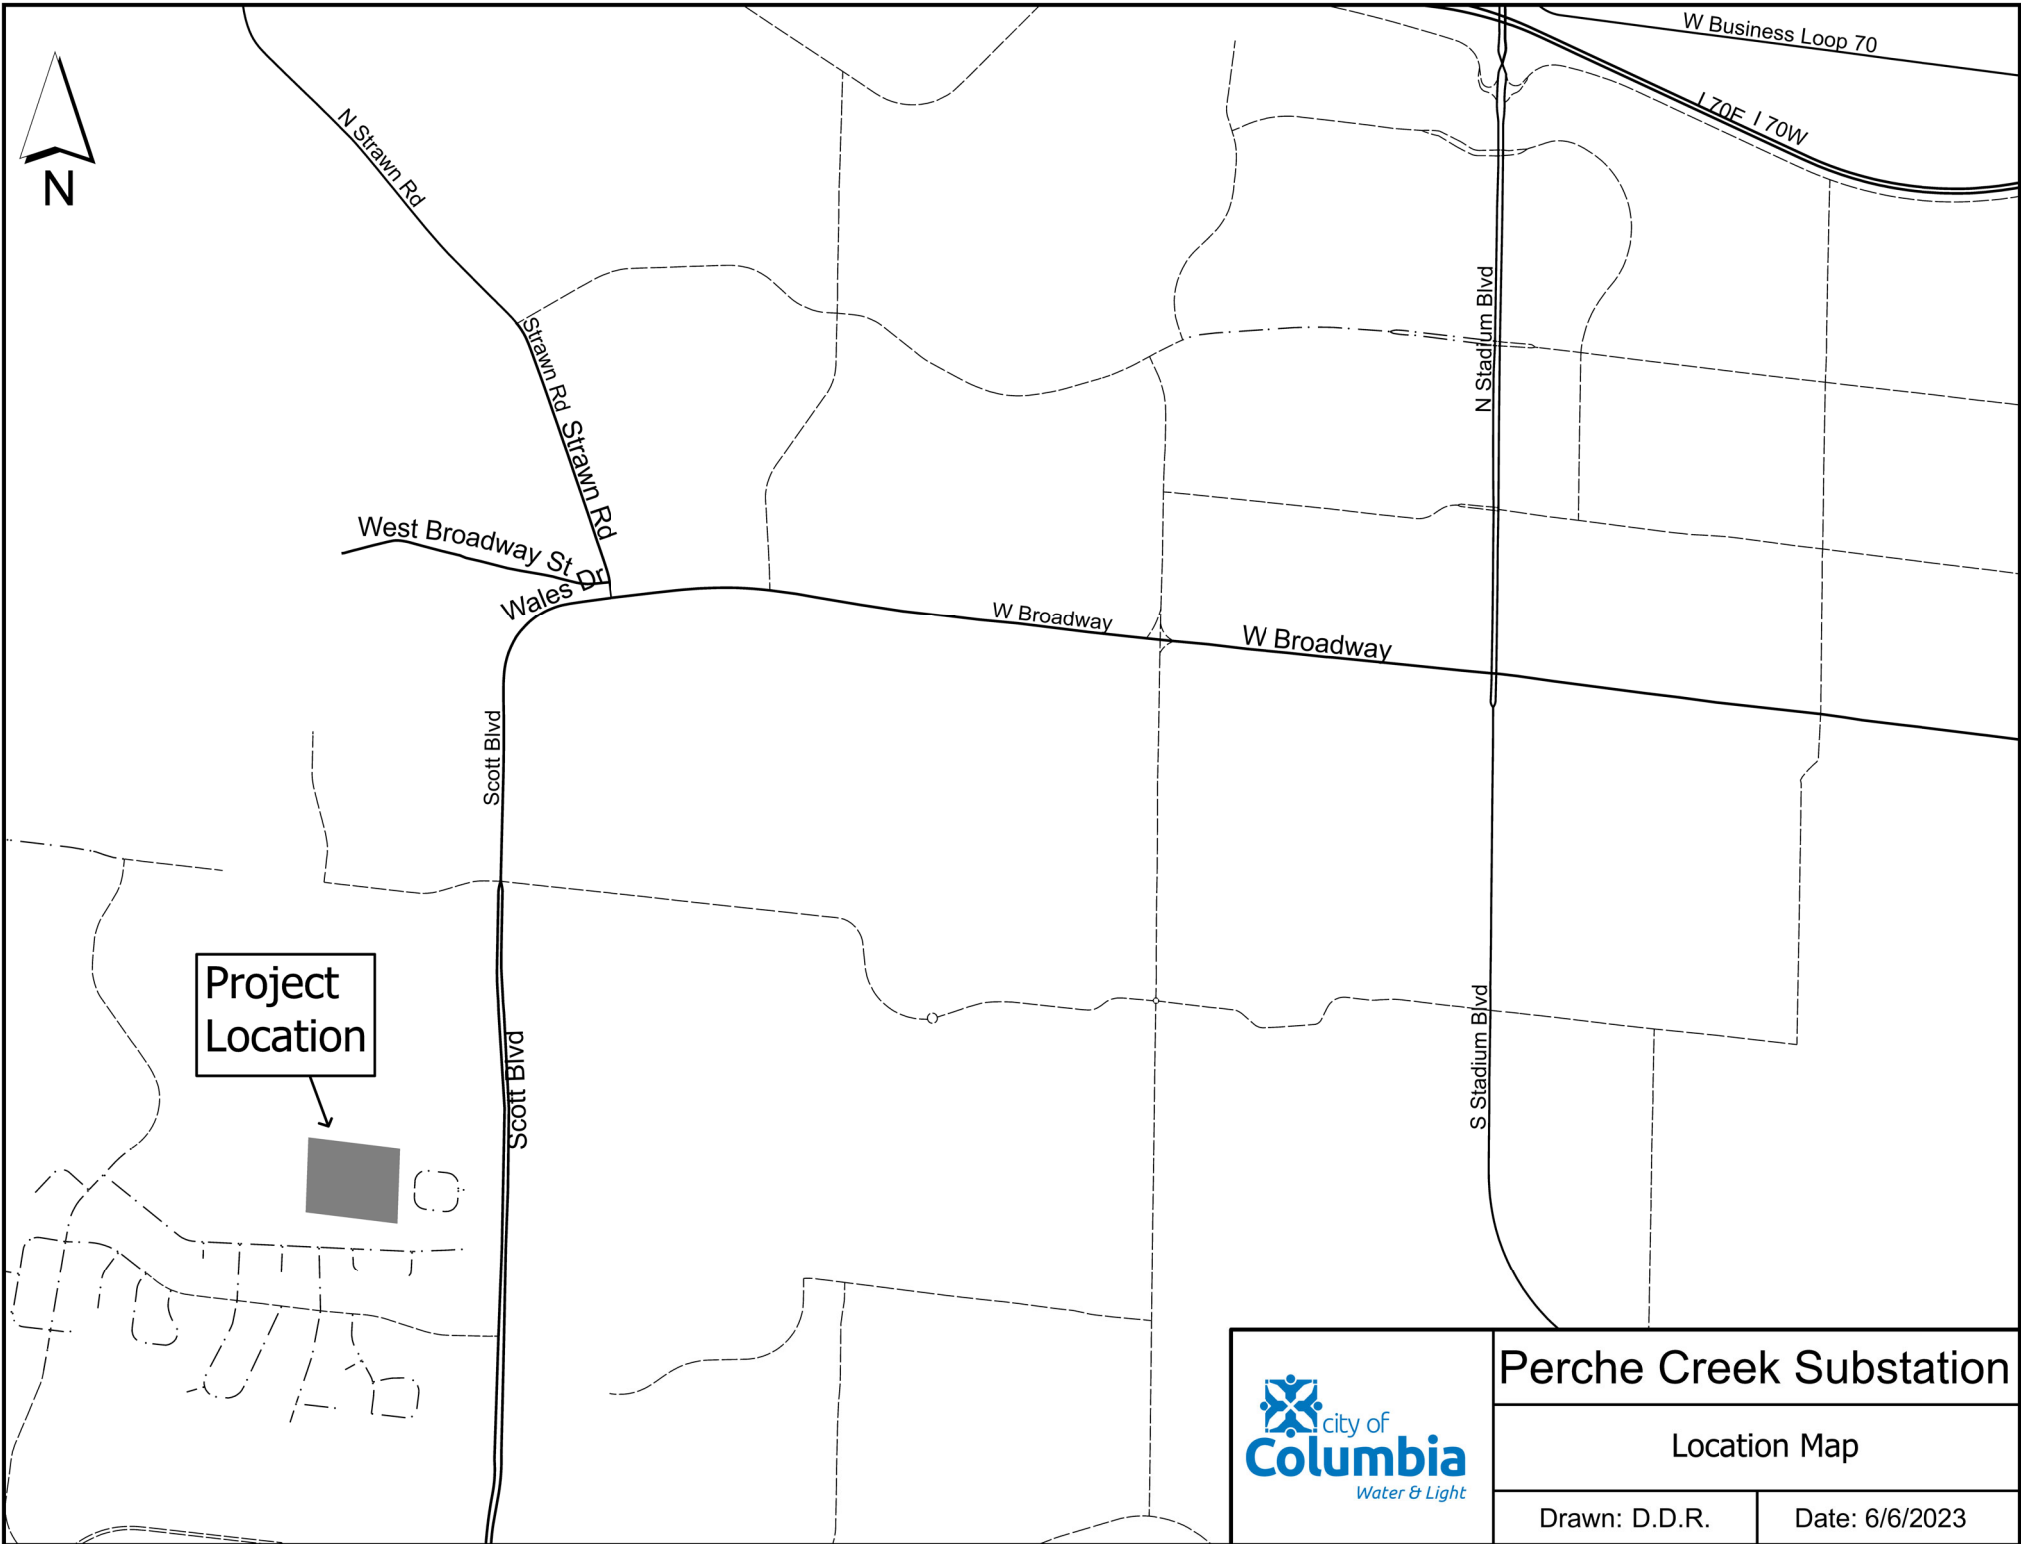 W Business Loop 70
I 70E I 70W
N Strawn Rd
N
Strawn Rd
Strawn Rd
N Stadium Blvd
West Broadway St
Wales Dr
W Broadway
W Broadway
Scott Blvd
Project
Location
Scott Blvd
S Stadium Blvd
Perche Creek Substation
city of
Columbia
Water & Light
Location Map
Drawn: D.D.R.
Date: 6/6/2023